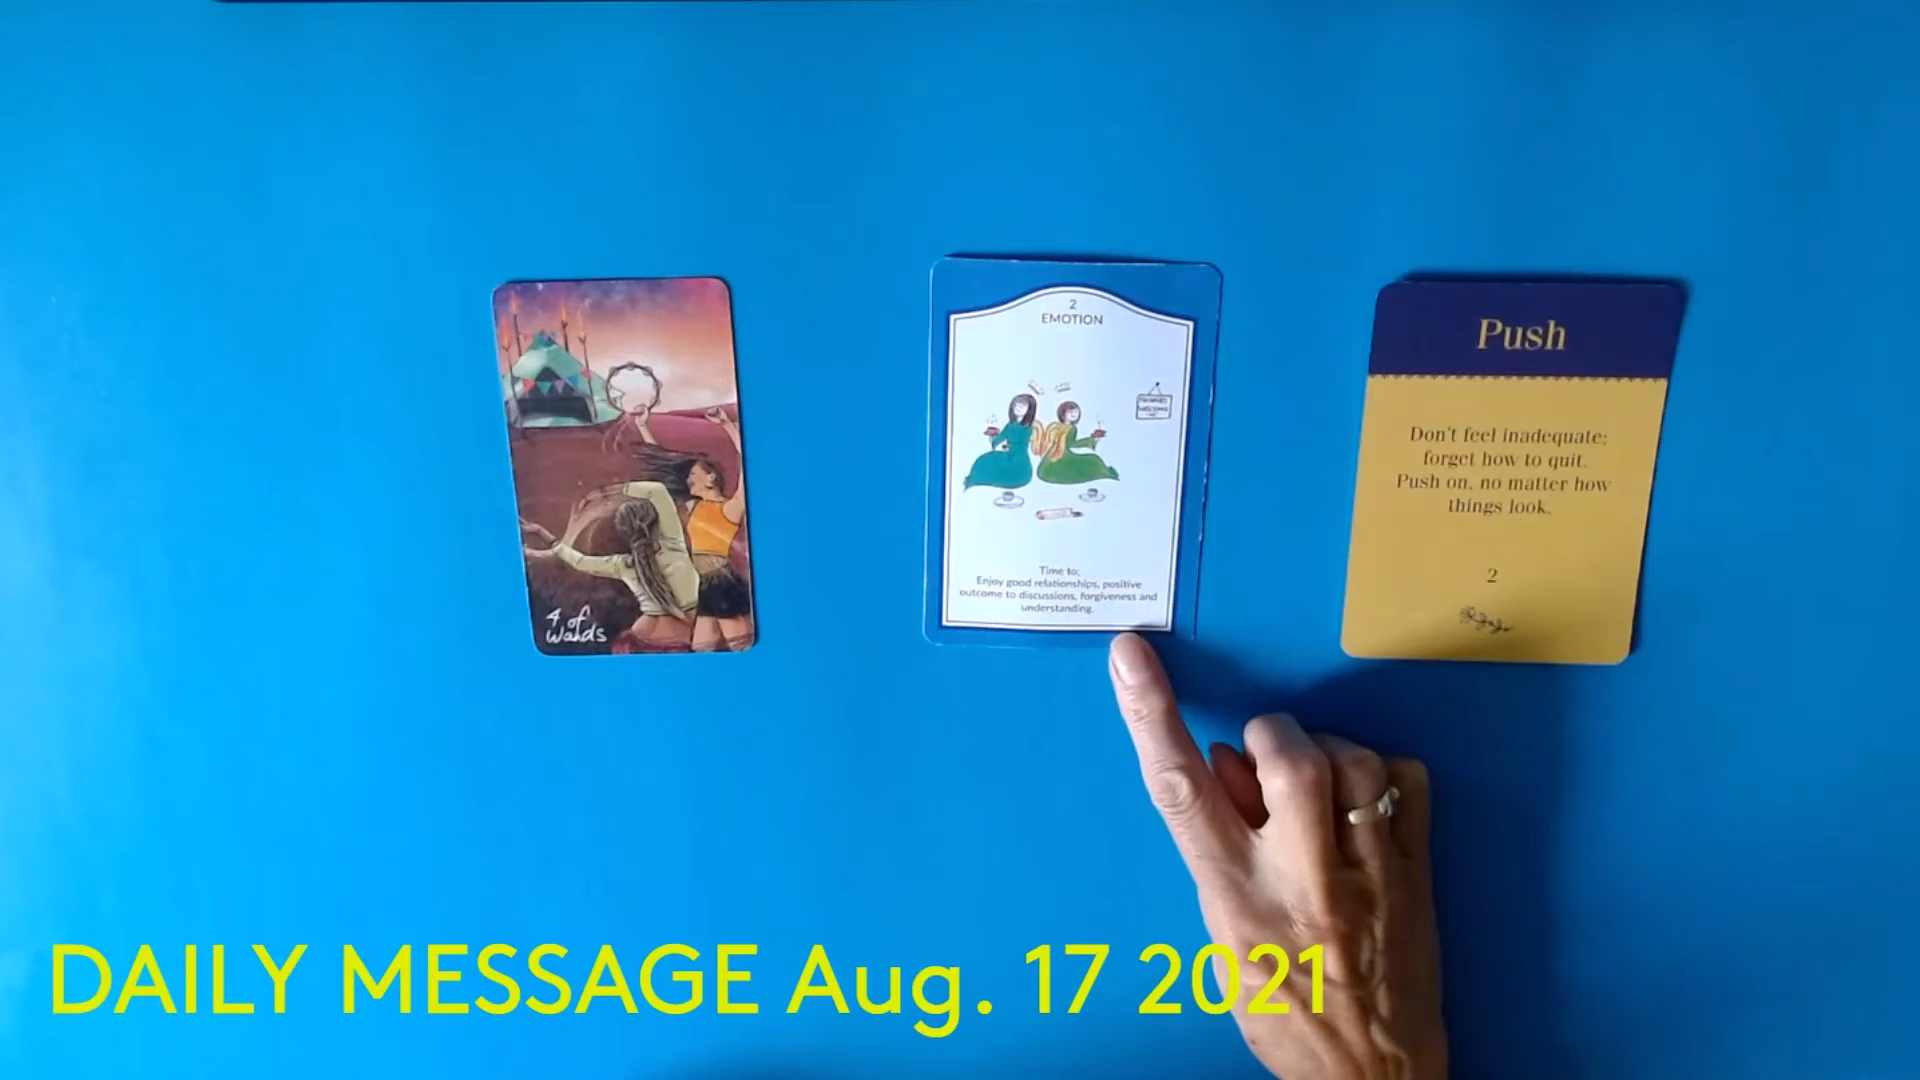 4 of
Wands
2
EMOTION
Time to;
Enjoy good relationships, positive
outcome to discussions, forgiveness and
understanding.
Push
Don't feel inadequate;
forget how to quit.
Push on, no matter how
things look.
2
DAILY MESSAGE Aug. 17 2021